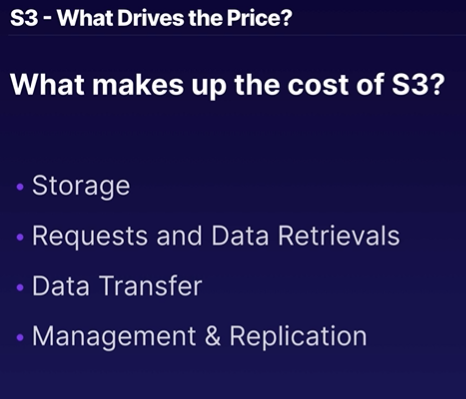 S3 - What Drives the Price?
What makes up the cost of S3?
• Storage
• Requests and Data Retrievals
• Data Transfer
• Management & Replication